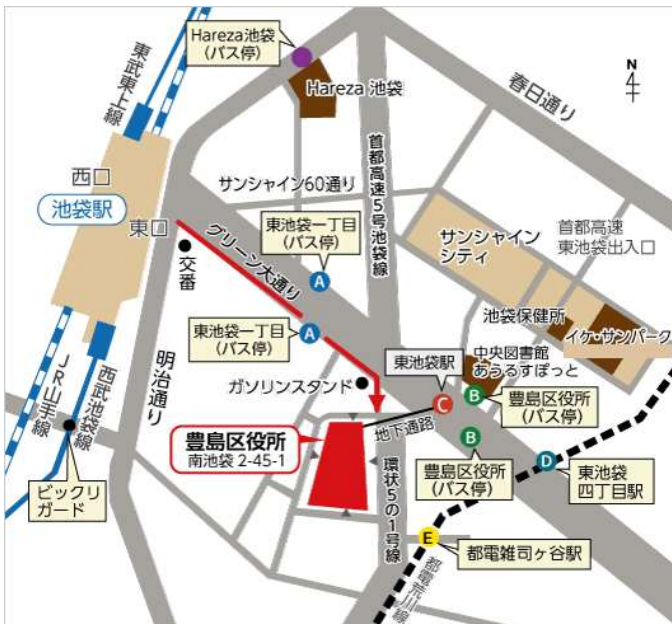 Hareza池袋
(バス停)
Hareza 池袋
N
4
春日通り
東武東上線
西口
池袋駅
東口
サンシャイン60通り
首都高速5号池袋線
首都高速
東池袋出入口
サンシャイン
シティ
東池袋一丁目
(バス停)
A
グリーン大通り
交番
池袋保健所
イケ・サンパーク
東池袋一丁目
(バス停)
A
中央図書館
あうるすぽっと
東池袋駅
明治通り
ガソリンスタンド
C
B
豊島区役所
(バス停)
JR山手線
西武池袋線
豊島区役所
南池袋 2-45-1
地下通路
B
豊島区役所
(バス停)
D
東池袋
四丁目駅
ビックリ
ガード
環状5の1号線
E
都電雑司ヶ谷駅
都電荒川線